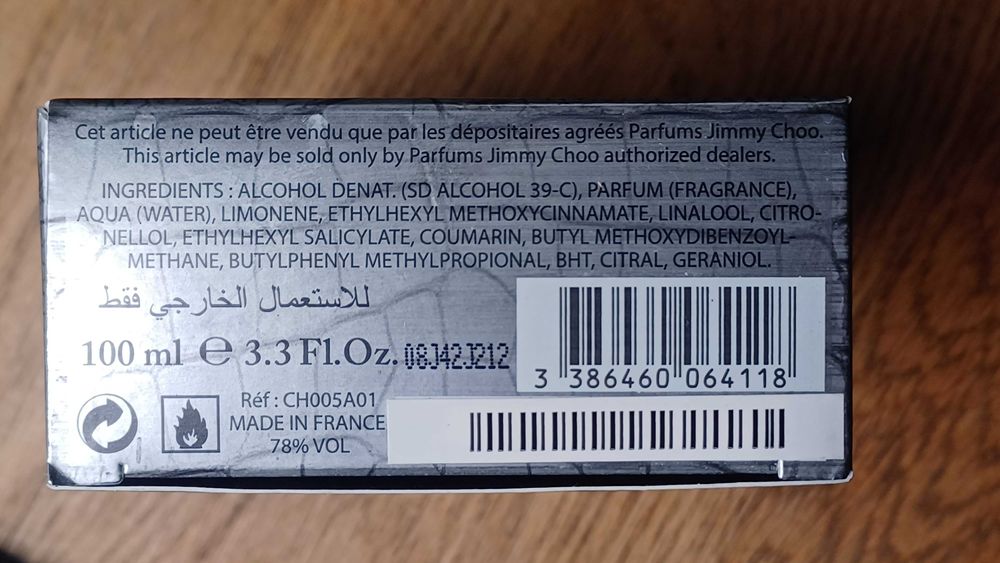 Cet article ne peut être vendu que par les dépositaires agréés Parfums Jimmy Choo.
This article may be sold only by Parfums Jimmy Choo authorized dealers.
INGREDIENTS : ALCOHOL DENAT. (SD ALCOHOL 39-C), PARFUM (FRAGRANCE),
AQUA (WATER), LIMONENE, ETHYLHEXYL METHOXYCINNAMATE, LINALOOL, CITRO-
NELLOL, ETHYLHEXYL SALICYLATE, COUMARIN, BUTYL METHOXYDIBENZOYL-
METHANE, BUTYLPHENYL METHYLPROPIONAL, BHT, CITRAL, GERANIOL.
للاستعمال الخارجي فقط
100 ml e 3.3 Fl.Oz. 08J42J212
3 386460 064118
Réf : CH005A01
MADE IN FRANCE
78% VOL